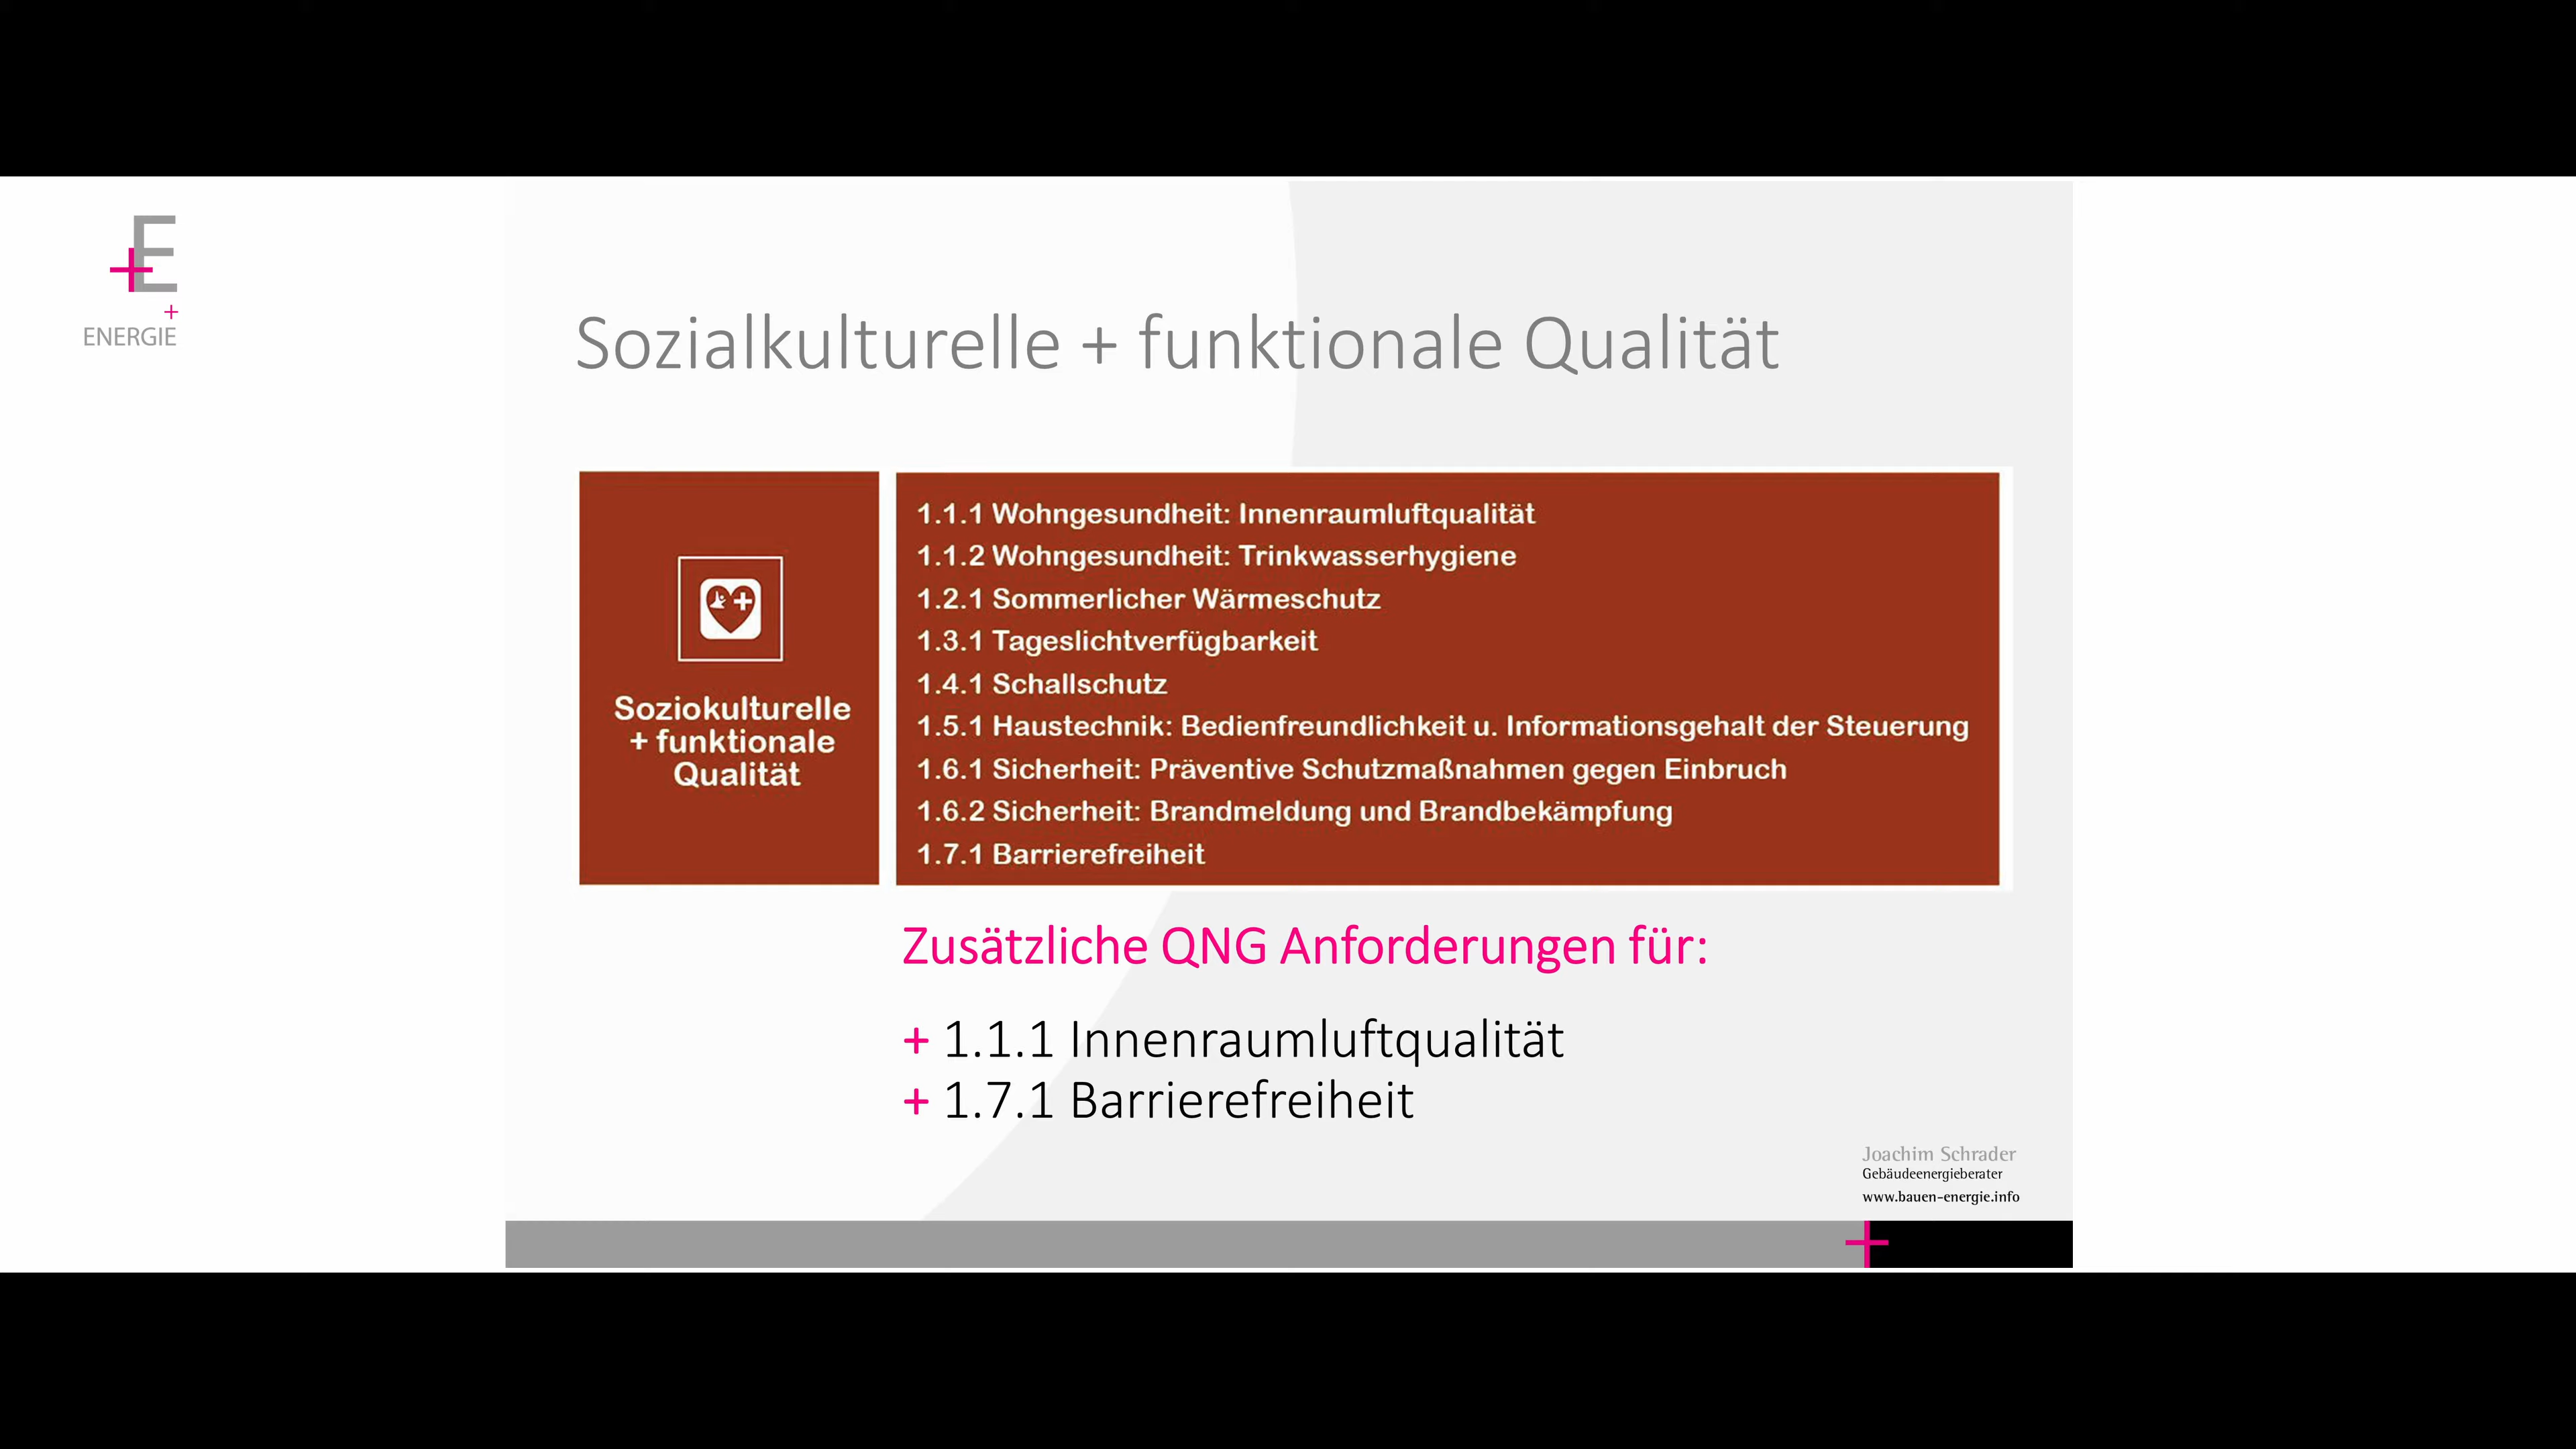 E
ENERGIE
Sozialkulturelle + funktionale Qualität
Soziokulturelle
+ funktionale
Qualität
1.1.1 Wohngesundheit: Innenraumluftqualität
1.1.2 Wohngesundheit: Trinkwasserhygiene
1.2.1 Sommerlicher Wärmeschutz
1.3.1 Tageslichtverfügbarkeit
1.4.1 Schallschutz
1.5.1 Haustechnik: Bedienfreundlichkeit u. Informationsgehalt der Steuerung
1.6.1 Sicherheit: Präventive Schutzmaßnahmen gegen Einbruch
1.6.2 Sicherheit: Brandmeldung und Brandbekämpfung
1.7.1 Barrierefreiheit
Zusätzliche QNG Anforderungen für:
+ 1.1.1 Innenraumluftqualität
+ 1.7.1 Barrierefreiheit
Joachim Schrader
Gebäudeenergieberater
www.bauen-energie.info